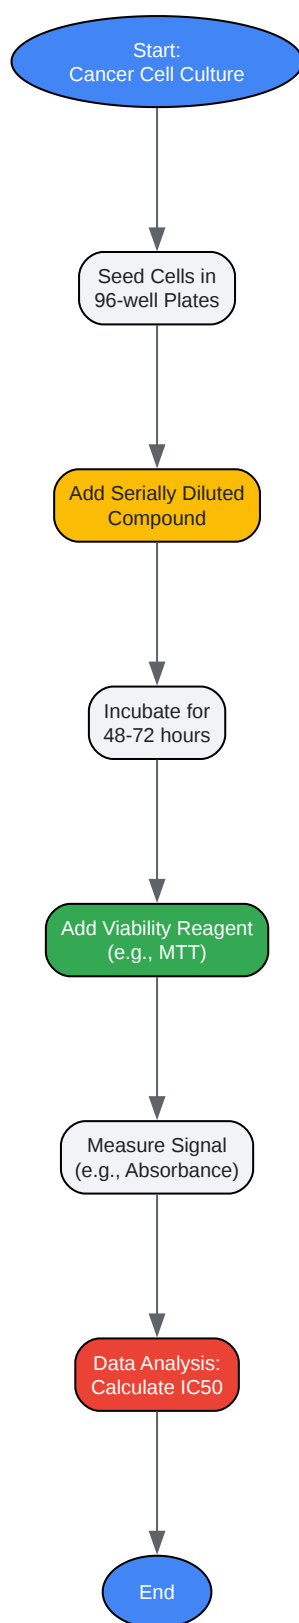 Start:
Cancer Cell Culture
Seed Cells in
96-well Plates
Add Serially Diluted
Compound
Incubate for
48-72 hours
Add Viability Reagent
(e.g., MTT)
Measure Signal
(e.g., Absorbance)
Data Analysis:
Calculate IC50
End